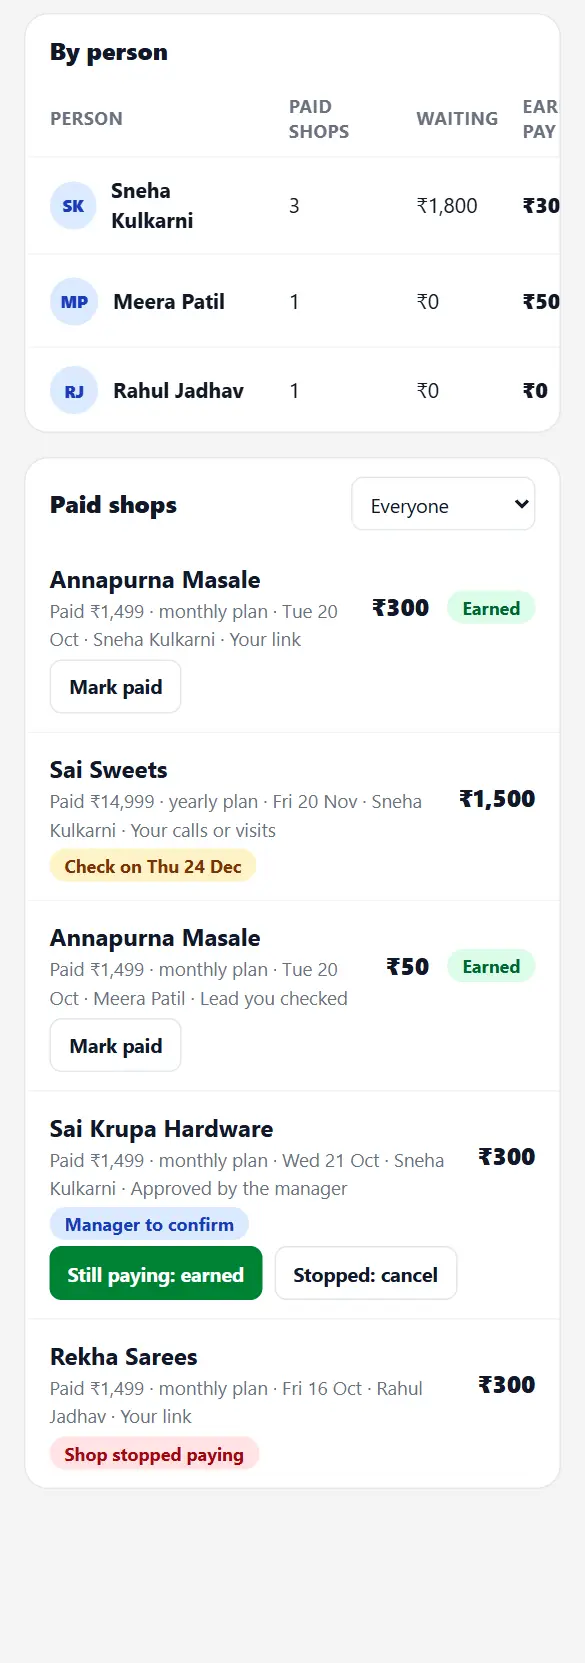 By person
PERSON
PAID
SHOPS
WAITING
EAR
PAY
SK
Sneha
Kulkarni
3
₹1,800
₹30
MP
Meera Patil
1
₹0
₹50
RJ
Rahul Jadhav
1
₹0
₹0
Paid shops
Everyone
Annapurna Masale
Paid ₹1,499 · monthly plan · Tue 20
Oct · Sneha Kulkarni · Your link
₹300
Earned
Mark paid
Sai Sweets
Paid ₹14,999 · yearly plan · Fri 20 Nov · Sneha
Kulkarni · Your calls or visits
₹1,500
Check on Thu 24 Dec
Annapurna Masale
Paid ₹1,499 · monthly plan · Tue 20
Oct · Meera Patil · Lead you checked
₹50
Earned
Mark paid
Sai Krupa Hardware
Paid ₹1,499 · monthly plan · Wed 21 Oct · Sneha
Kulkarni · Approved by the manager
₹300
Manager to confirm
Still paying: earned
Stopped: cancel
Rekha Sarees
Paid ₹1,499 · monthly plan · Fri 16 Oct · Rahul
Jadhav · Your link
₹300
Shop stopped paying